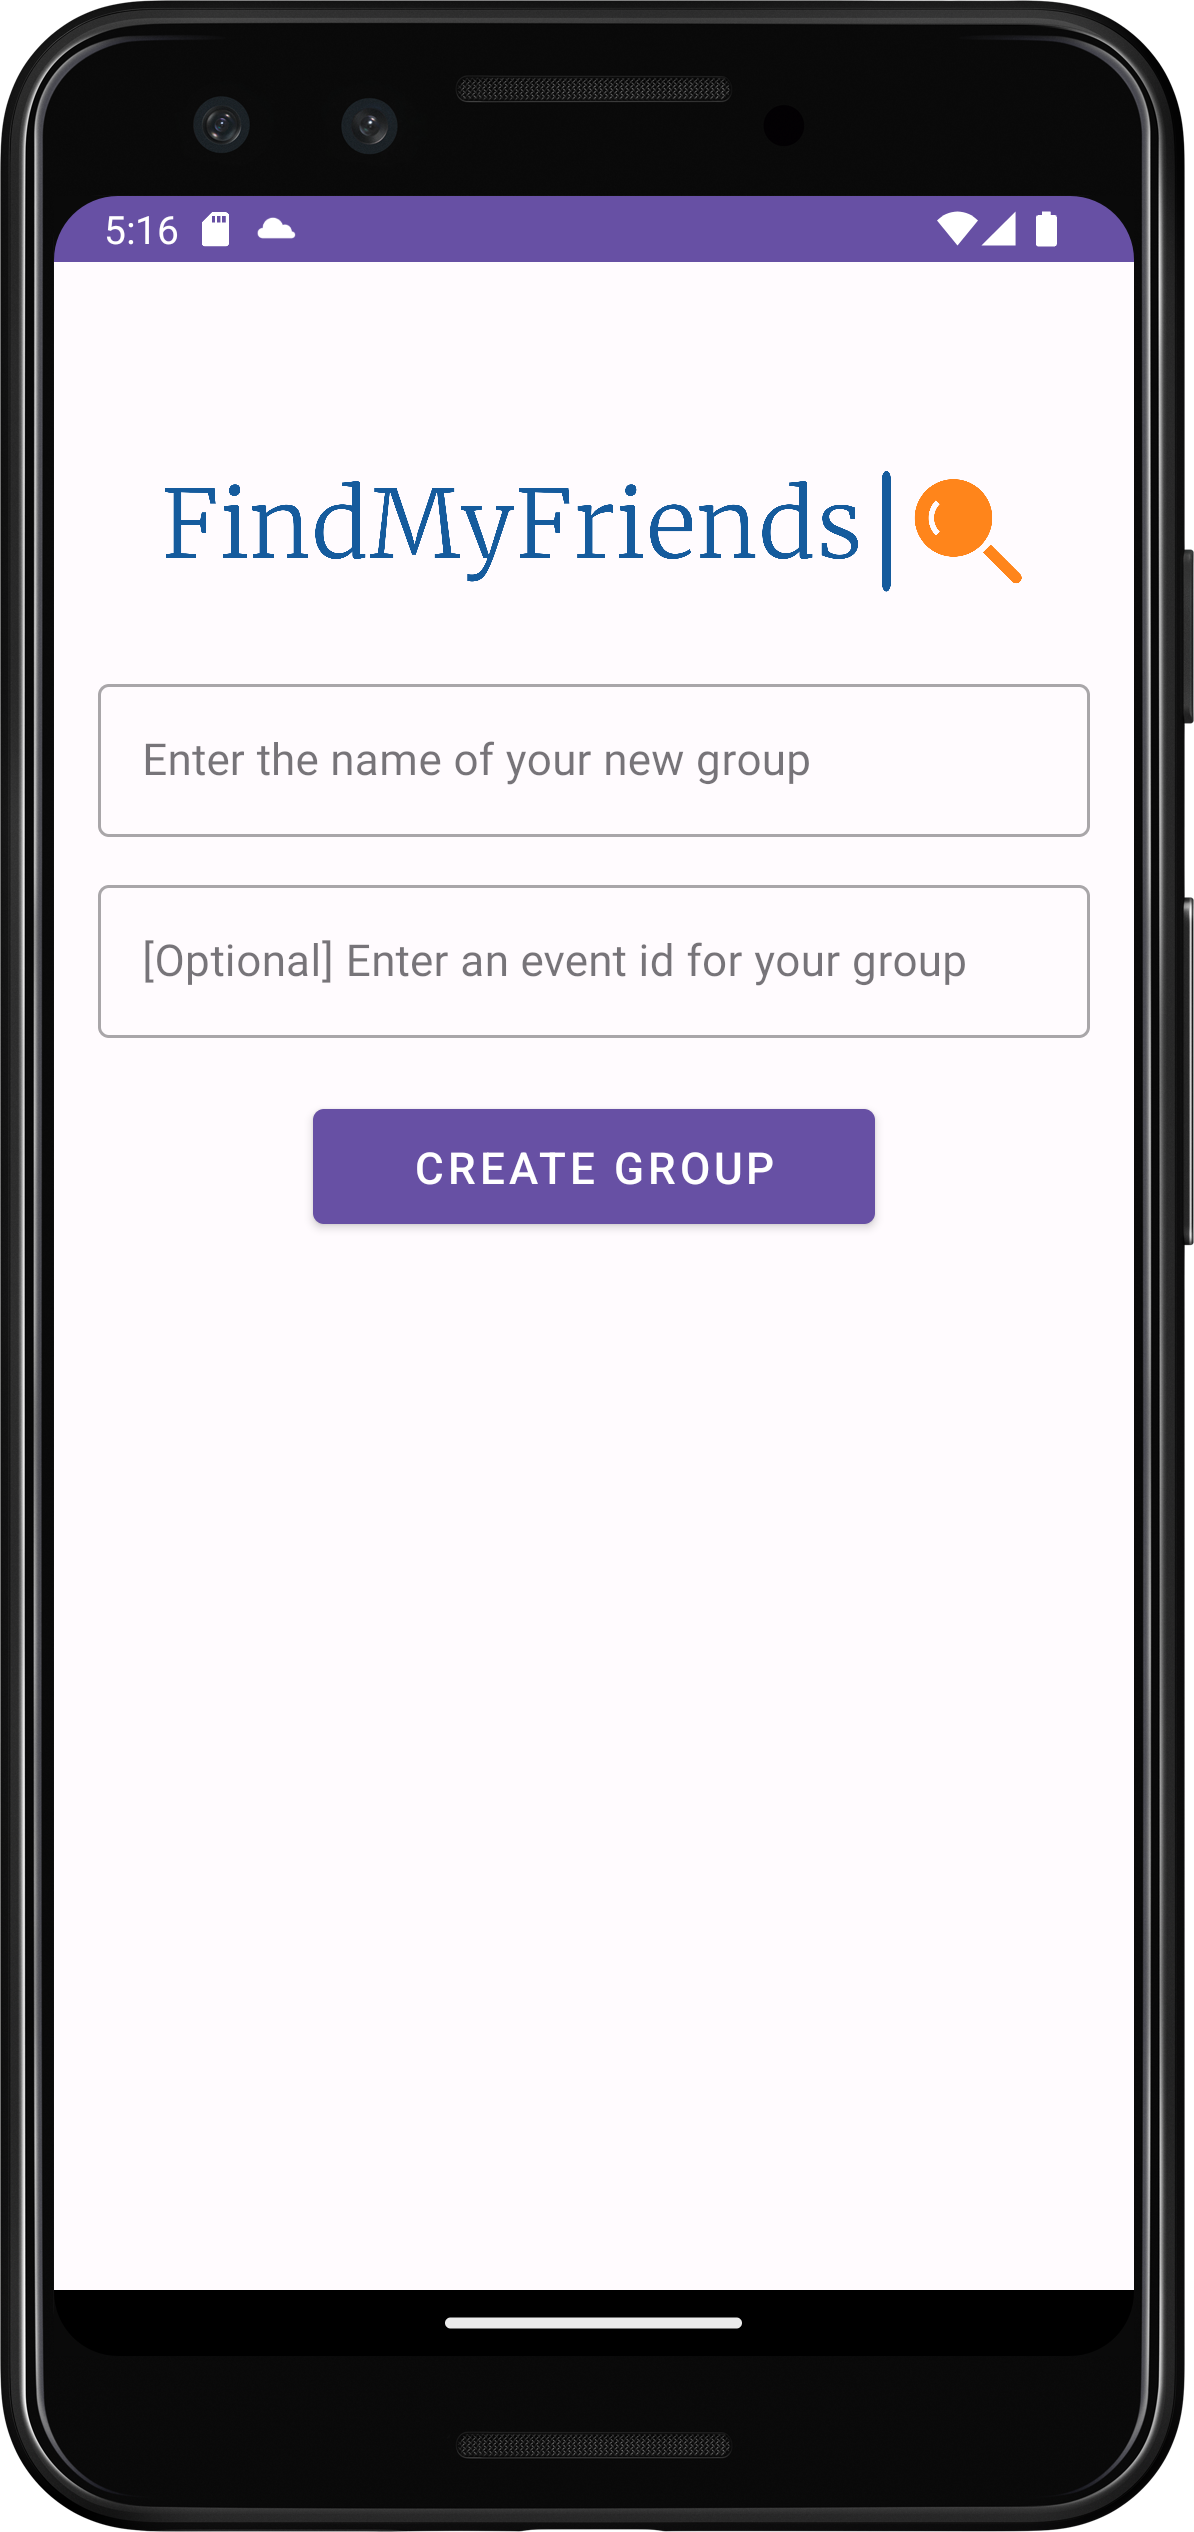 5:16
FindMyFriends
Enter the name of your new group
[Optional] Enter an event id for your group
CREATE GROUP